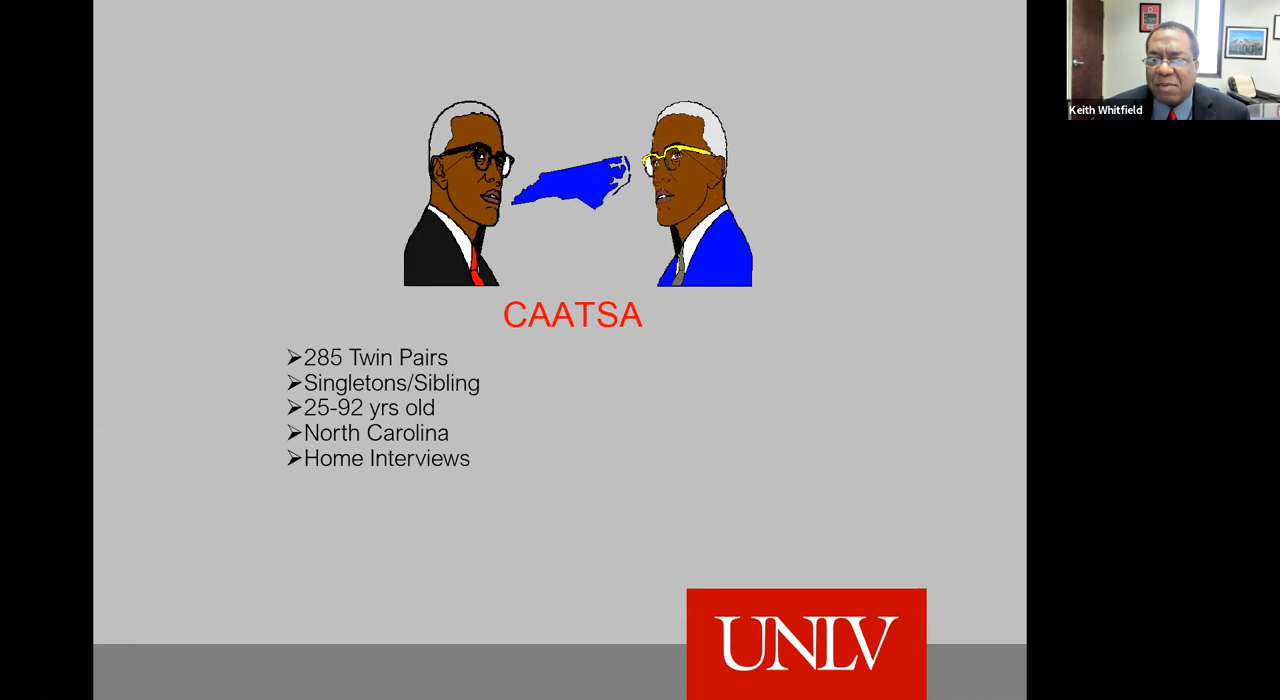 Keith Whitfield
CAATSA
➢285 Twin Pairs
➢Singletons/Sibling
➢25-92 yrs old
➢North Carolina
➢Home Interviews
UNLV